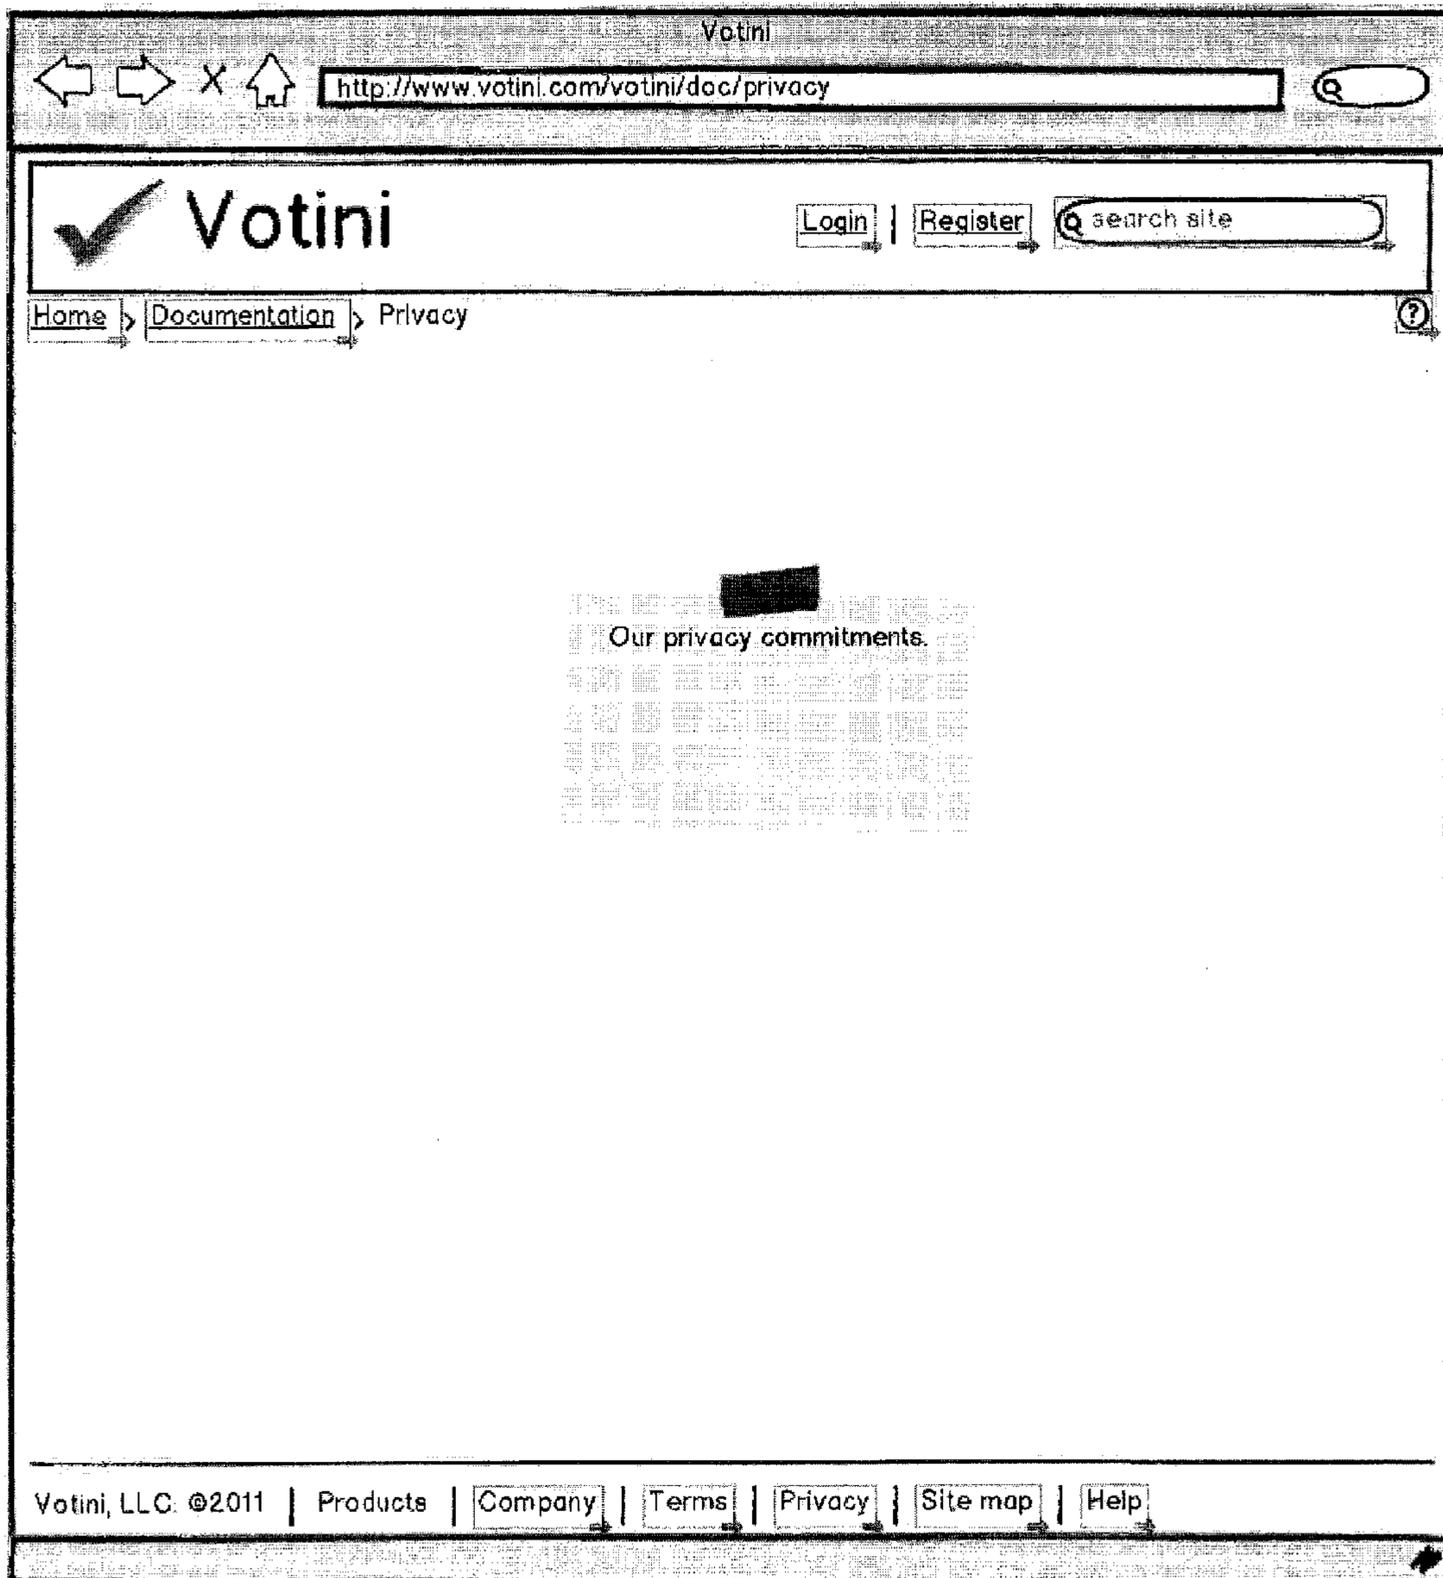 Votini
http://www.votini.com/votini/doc/privacy
Votini
Login | Register search site
Home > Documentation > Privacy
?
Our privacy commitments.
Votini, LLC. ©2011 | Products | Company | Terms | Privacy | Site map | Help